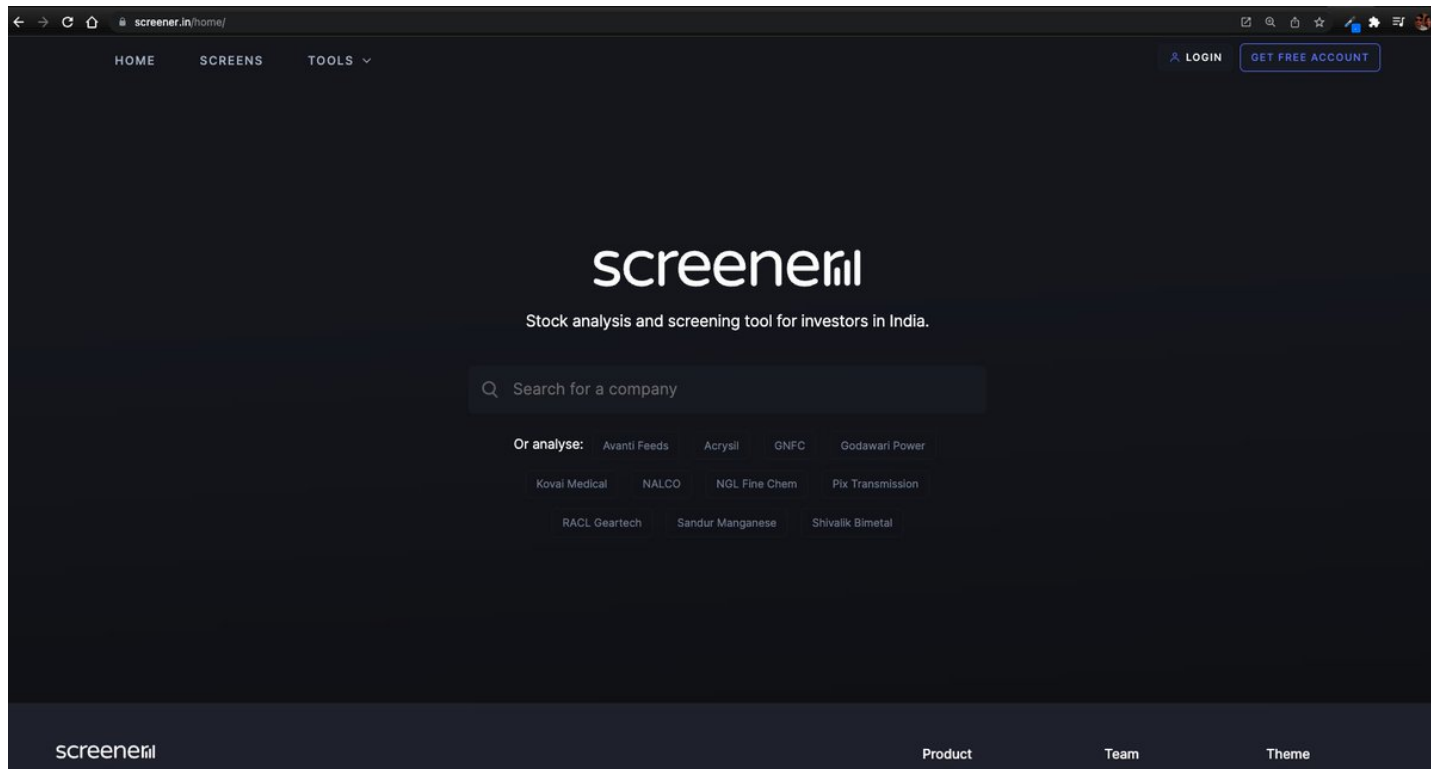 screener.in/home/
HOME SCREENS TOOLS
LOGIN GET FREE ACCOUNT
screener
Stock analysis and screening tool for investors in India.
Search for a company
Or analyse: Avanti Feeds Acrysil GNFC Godawari Power
Kovai Medical NALCO NGL Fine Chem Pix Transmission
RACL Geartech Sandur Manganese Shivalik Bimetal
screener Product Team Theme